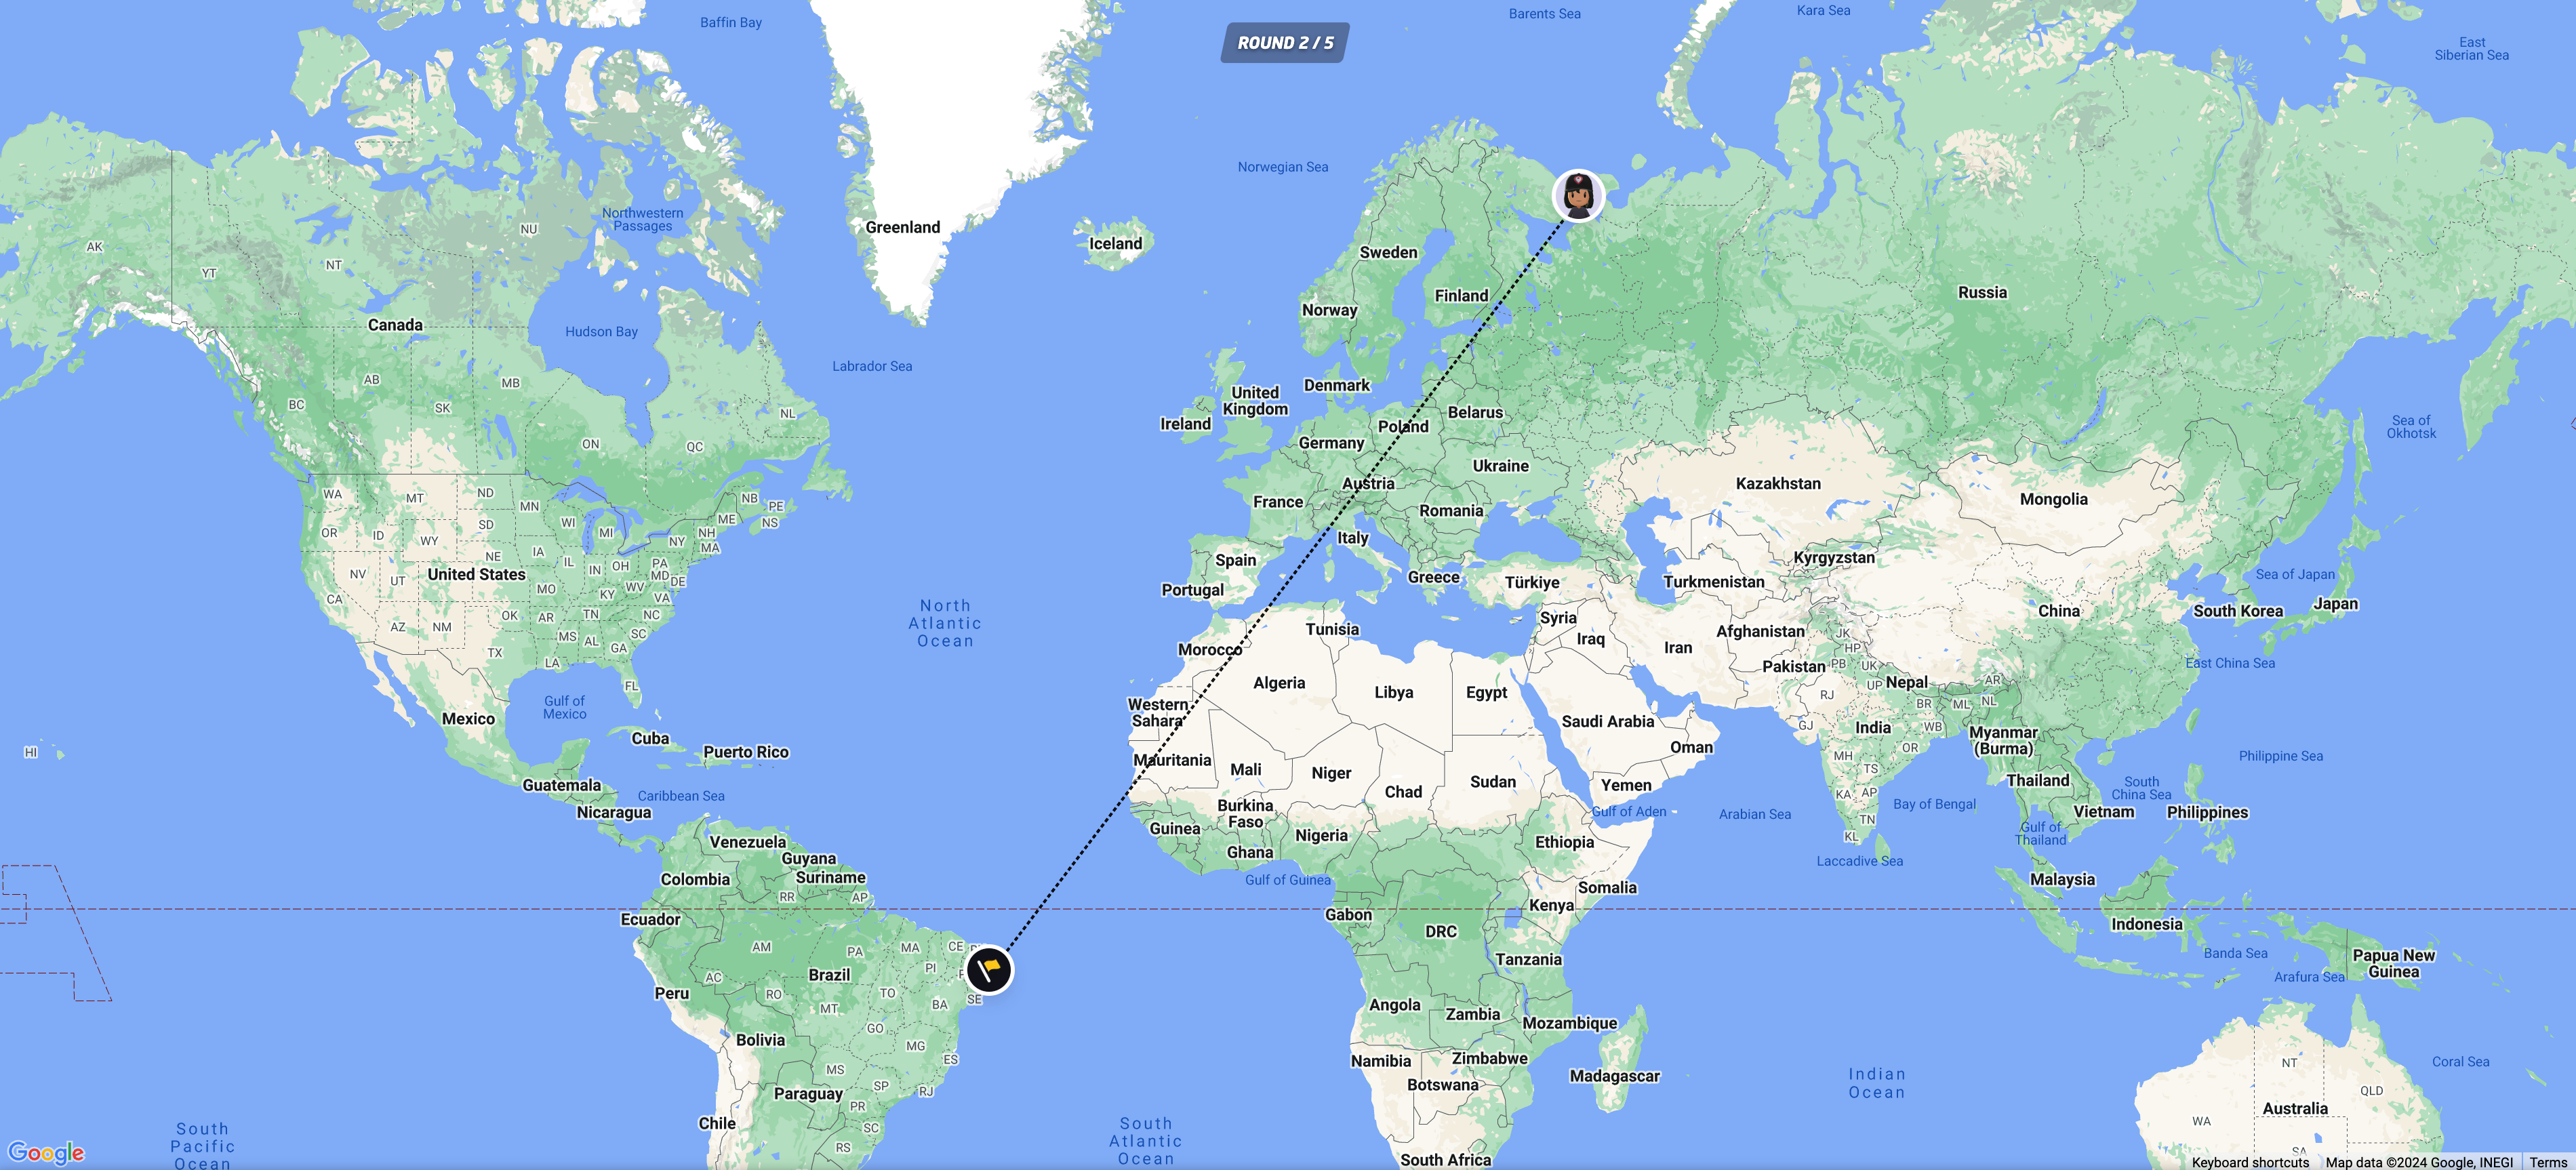 ROUND 2 / 5
Baffin Bay
Barents Sea
Kara Sea
East
Siberian Sea
Norwegian Sea
Northwestern
Passages
Greenland
NU
AK
YT
NT
Iceland
Sweden
Finland
Norway
Russia
Canada
Hudson Bay
Labrador Sea
AB
MB
SK
BC
NL
ON
QC
Denmark
United
Kingdom
Ireland
Belarus
Poland
Germany
Sea of
Okhotsk
Ukraine
Austria
France
Kazakhstan
Mongolia
Romania
WA
MT
ND
MN
NB
PE
NS
ME
WI
MI
SD
OR
ID
WY
NH
MA
NY
IA
NE
IL
IN
OH
PA
MD
DE
NV
UT
United States
MO
KY
WV
VA
CA
OK
AR
TN
NC
AZ
NM
MS
AL
GA
SC
TX
LA
FL
Italy
Spain
Portugal
Greece
Türkiye
Kyrgyzstan
Turkmenistan
Sea of Japan
Japan
South Korea
China
North
Atlantic
Ocean
Syria
Iraq
Iran
Afghanistan
JK
HP
PB
UK
Pakistan
Tunisia
Morocco
East China Sea
Algeria
Libya
Egypt
Nepal
AR
UP
RJ
NL
ML
BR
Gulf of
Mexico
Mexico
Western
Sahara
Saudi Arabia
GJ
India
WB
Myanmar
(Burma)
OR
Cuba
Puerto Rico
HI
Oman
MH
TS
Philippine Sea
Mauritania
Mali
Niger
Chad
Sudan
Yemen
Thailand
South
China Sea
Guatemala
Caribbean Sea
Nicaragua
Burkina
Faso
Guinea
Nigeria
Gulf of Aden
Arabian Sea
KA
AP
Bay of Bengal
TN
KL
Gulf of
Thailand
Vietnam
Philippines
Venezuela
Guyana
Suriname
Colombia
Ghana
Ethiopia
Laccadive Sea
Gulf of Guinea
Malaysia
RR
AP
Somalia
Ecuador
Gabon
Kenya
DRC
Indonesia
AM
PA
MA
CE
PI
Brazil
AC
RO
TO
Tanzania
Banda Sea
Papua New
Guinea
Arafura Sea
Peru
SE
BA
MT
Angola
Zambia
Mozambique
GO
Bolivia
MG
ES
Namibia
Zimbabwe
Botswana
Madagascar
Indian
Ocean
NT
Coral Sea
MS
SP
RJ
Paraguay
PR
QLD
Australia
WA
Chile
SC
RS
South
Pacific
Ocean
South
Atlantic
Ocean
SA
South Africa
Google
Keyboard shortcuts
Map data ©2024 Google, INEGI
Terms